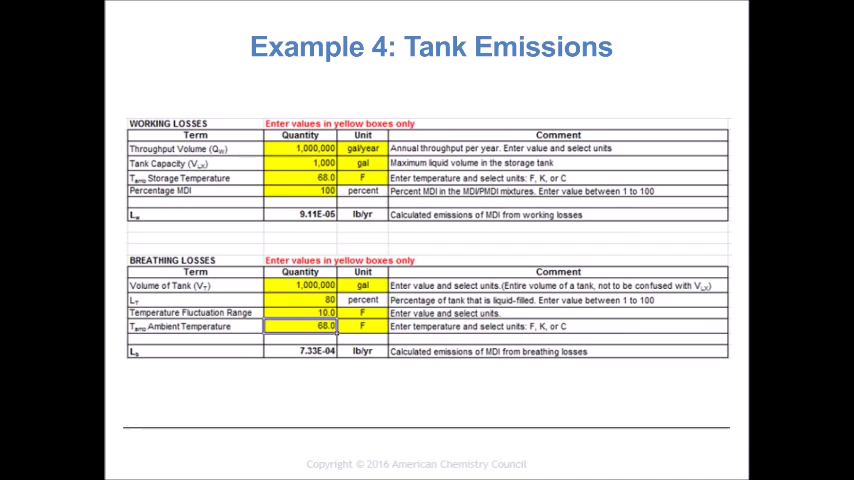 Example 4: Tank Emissions
WORKING LOSSES Enter values in yellow boxes only
Term Quantity Unit Comment
Throughput Volume (QW) 1,000,000 gal/year Annual throughput per year. Enter value and select units
Tank Capacity (VLX) 1,000 gal Maximum liquid volume in the storage tank
Tamb Storage Temperature 68.0 F Enter temperature and select units: F, K, or C
Percentage MDI 100 percent Percent MDI in the MDI/PMDI mixtures. Enter value between 1 to 100
Lw 9.11E-05 lb/yr Calculated emissions of MDI from working losses
BREATHING LOSSES Enter values in yellow boxes only
Term Quantity Unit Comment
Volume of Tank (VT) 1,000,000 gal Enter value and select units.(Entire volume of a tank, not to be confused with VLX)
LT 80 percent Percentage of tank that is liquid-filled. Enter value between 1 to 100
Temperature Fluctuation Range 10.0 F Enter value and select units.
Tamb Ambient Temperature 68.0 F Enter temperature and select units: F, K, or C
LB 7.33E-04 lb/yr Calculated emissions of MDI from breathing losses
Copyright © 2016 American Chemistry Council